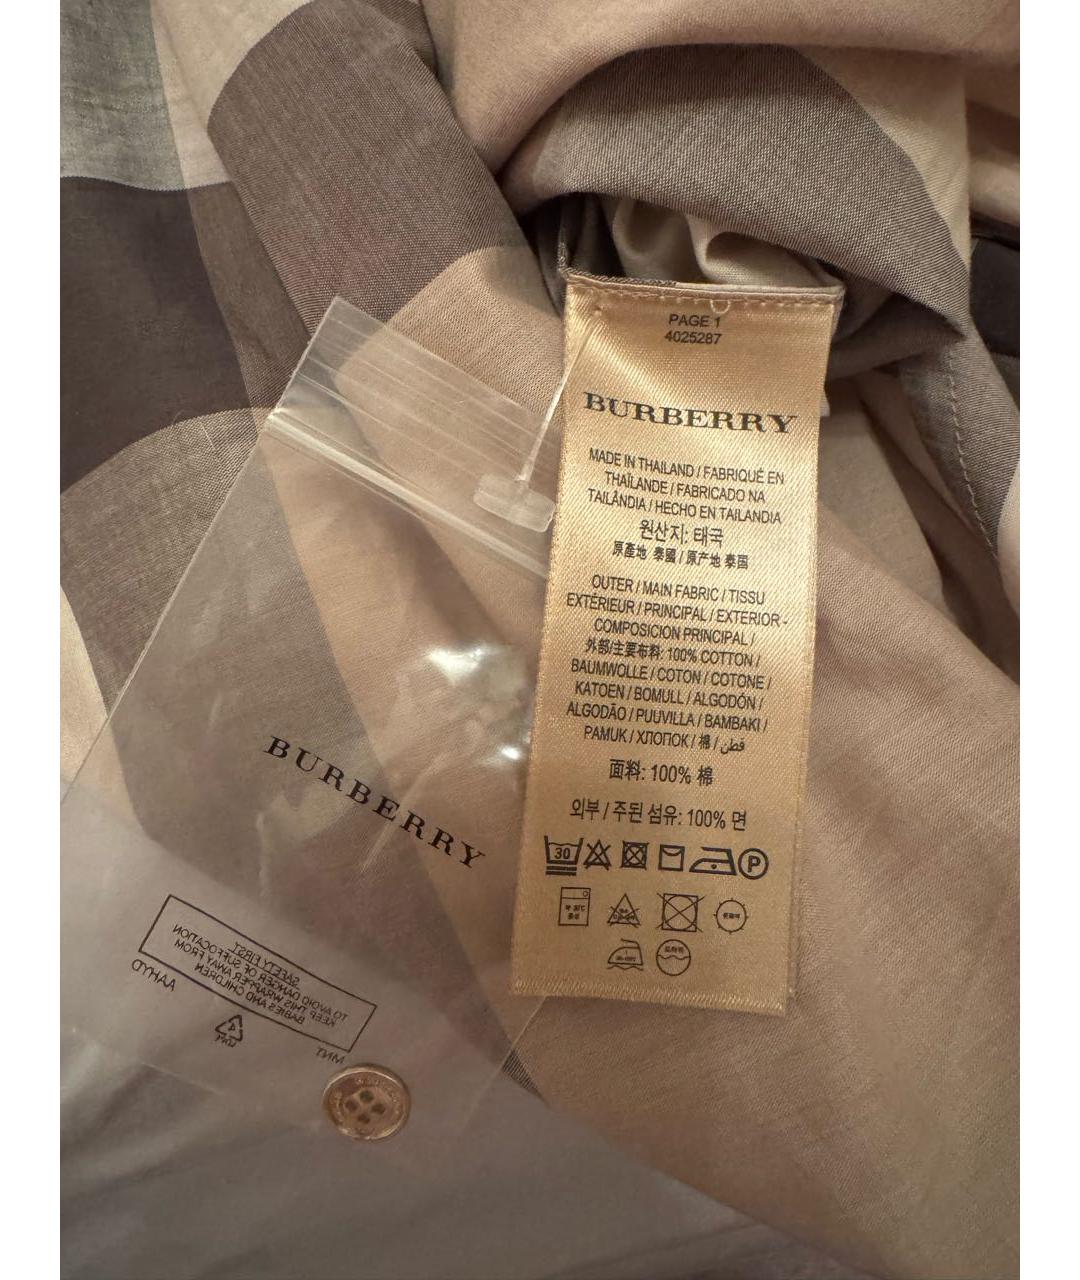 PAGE 1
4025287
BURBERRY
MADE IN THAILAND / FABRIQUÉ EN
THAÏLANDE / FABRICADO NA
TAILÂNDIA / HECHO EN TAILANDIA
원산지: 태국
原產地 泰國 / 原产地 泰国
OUTER / MAIN FABRIC / TISSU
EXTÉRIEUR / PRINCIPAL / EXTERIOR -
COMPOSICION PRINCIPAL /
外部/主要布料: 100% COTTON /
BAUMWOLLE / COTON / COTONE /
KATOEN / BOMULL / ALGODÓN /
ALGODÃO / PUUVILLA / BAMBAKI /
PAMUK / ХЛОПОК / 棉 / قطن
面料: 100% 棉
외부 / 주된 섬유: 100% 면
30 P
BURBERRY
SAFETY FIRST
TO AVOID DANGER OF SUFFOCATION
KEEP THIS WRAPPER AWAY FROM
BABIES AND CHILDREN
AAHYD
4
LDPE